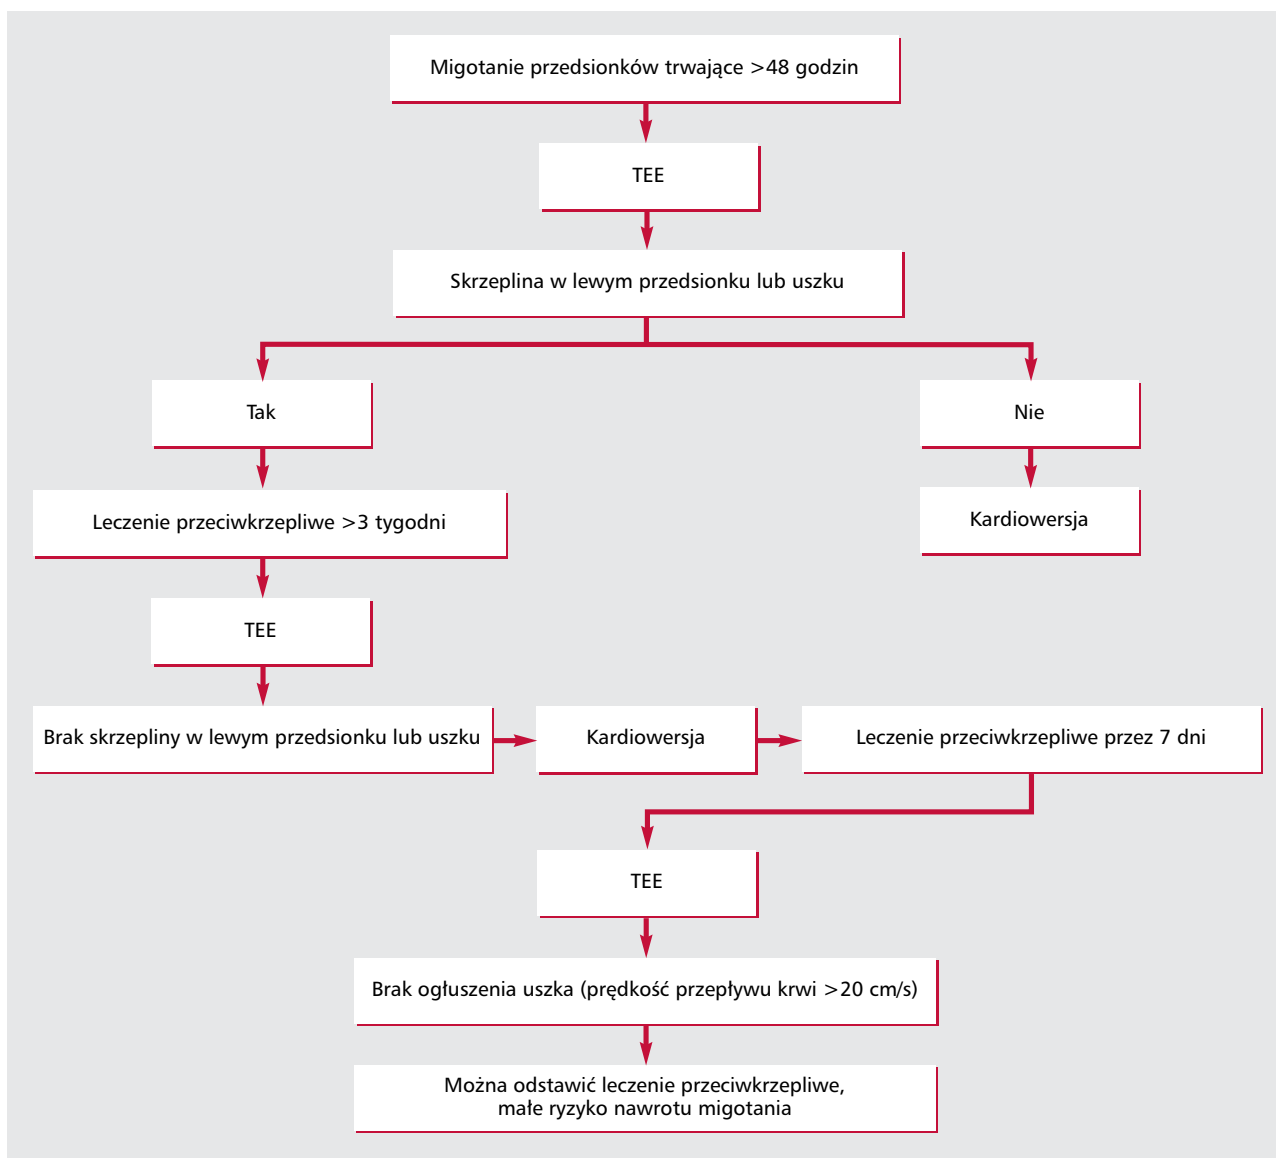 Migotanie przedsionków trwające >48 godzin
TEE
Skrzeplina w lewym przedsionku lub uszku
Tak
Nie
Leczenie przeciwkrzepliwe >3 tygodni
Kardiowersja
TEE
Brak skrzepliny w lewym przedsionku lub uszku
Kardiowersja
Leczenie przeciwkrzepliwe przez 7 dni
TEE
Brak ogłuszenia uszka (prędkość przepływu krwi >20 cm/s)
Można odstawić leczenie przeciwkrzepliwe,
małe ryzyko nawrotu migotania